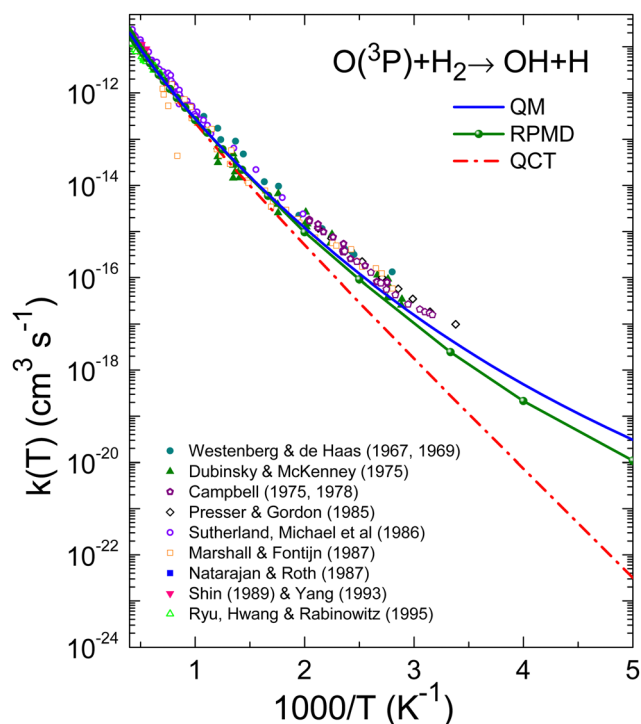 O(³P)+H₂→ OH+H
QM
RPMD
QCT
k(T) (cm³ s⁻¹)
10⁻¹²
10⁻¹⁴
10⁻¹⁶
10⁻¹⁸
10⁻²⁰
10⁻²²
10⁻²⁴
Westenberg & de Haas (1967, 1969)
Dubinsky & McKenney (1975)
Campbell (1975, 1978)
Presser & Gordon (1985)
Sutherland, Michael et al (1986)
Marshall & Fontijn (1987)
Natarajan & Roth (1987)
Shin (1989) & Yang (1993)
Ryu, Hwang & Rabinowitz (1995)
1 2 3 4 5
1000/T (K⁻¹)